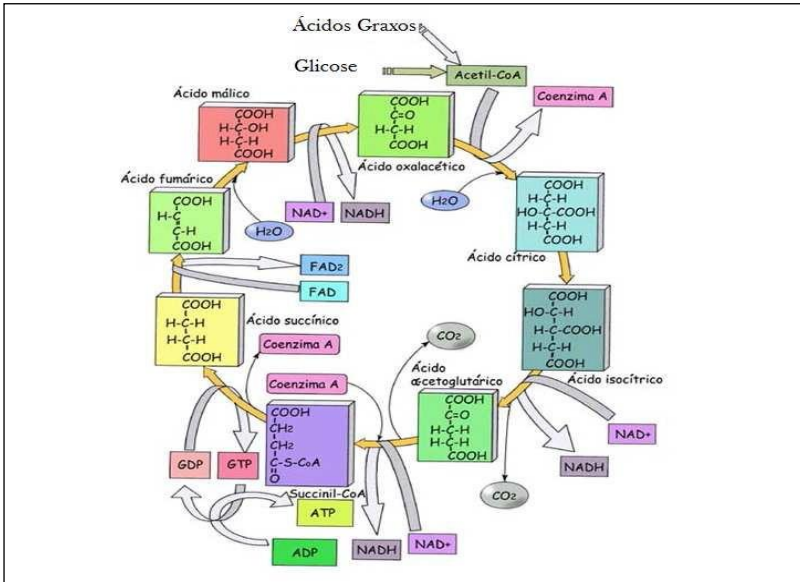 Ácidos Graxos
Glicose
Acetil-CoA
Coenzima A
Ácido málico
COOH
H-C-OH
H-C-H
COOH
COOH
C=O
H-C-H
COOH
Ácido oxalacético
H2O
NAD+
NADH
Ácido fumárico
COOH
H-C
C-H
COOH
H2O
COOH
H-C-H
HO-C-COOH
H-C-H
COOH
Ácido cítrico
FAD2
FAD
COOH
H-C-H
H-C-H
COOH
Ácido succínico
Coenzima A
Coenzima A
CO2
COOH
HO-C-H
H-C-COOH
H-C-H
COOH
Ácido isocítrico
Ácido
αcetoglutárico
COOH
C=O
H-C-H
H-C-H
COOH
COOH
CH2
CH2
C-S-CoA
O
Succinil-CoA
NAD+
NADH
CO2
GDP
GTP
ATP
ADP
NADH
NAD+